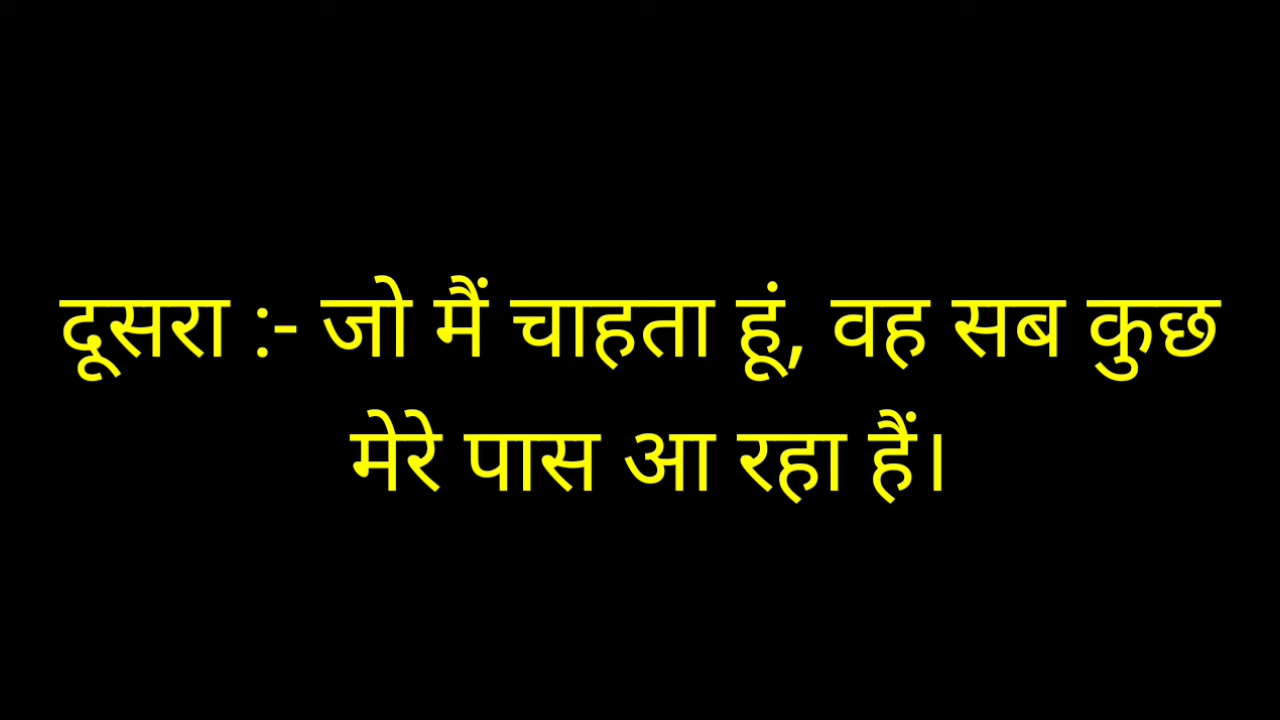 दूसरा :- जो मैं चाहता हूं, वह सब कुछ
मेरे पास आ रहा हैं।